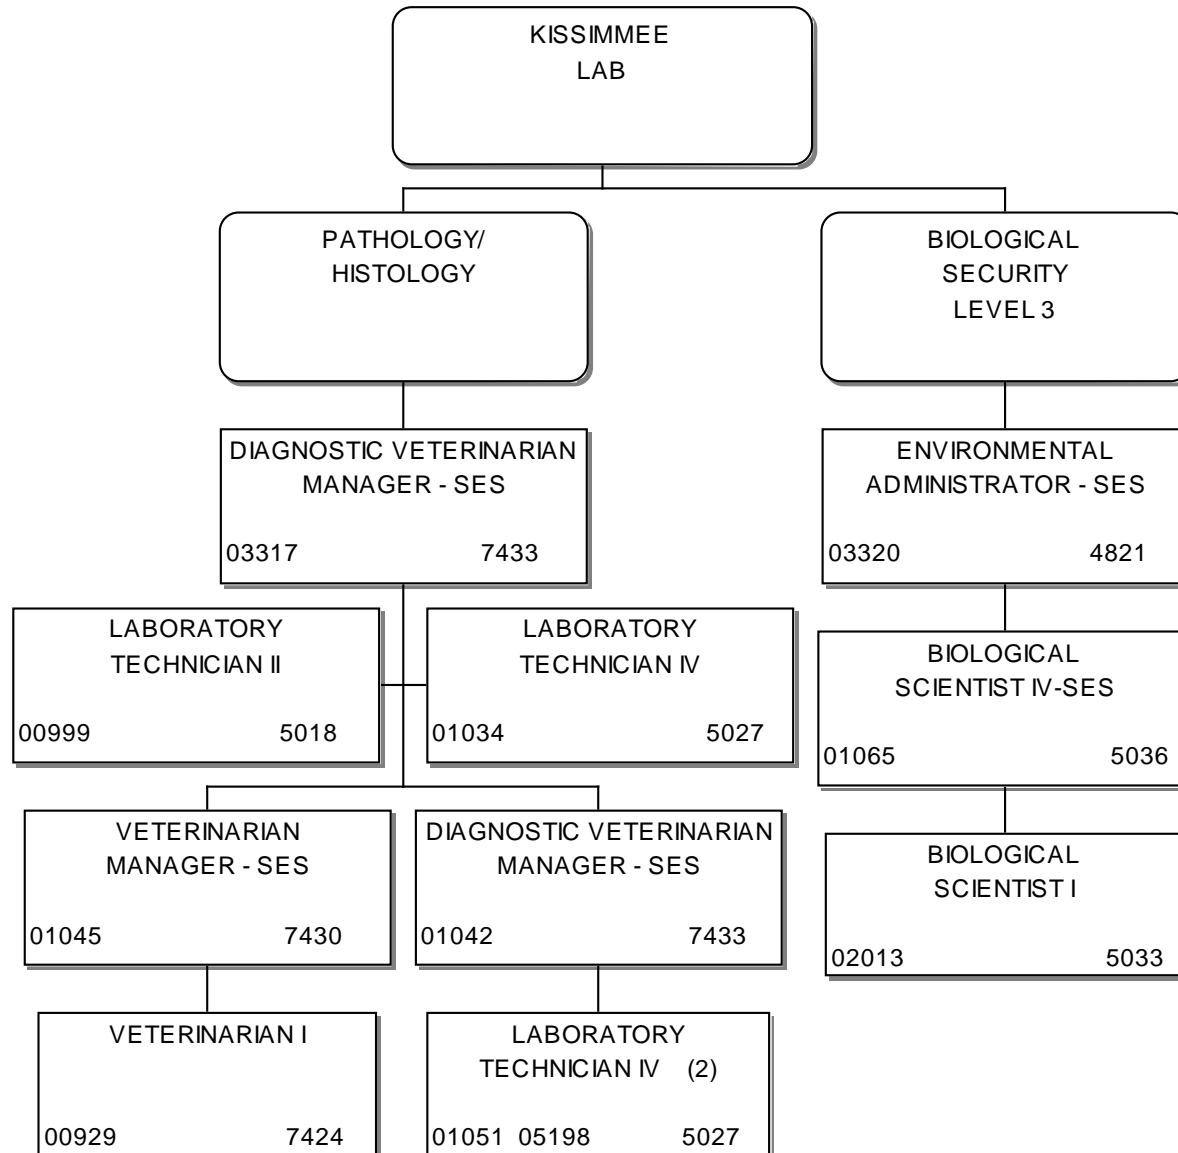 KISSIMMEE
LAB
PATHOLOGY/
HISTOLOGY
BIOLOGICAL
SECURITY
LEVEL 3
DIAGNOSTIC VETERINARIAN
MANAGER - SES
03317 7433
ENVIRONMENTAL
ADMINISTRATOR - SES
03320 4821
LABORATORY
TECHNICIAN II
00999 5018
LABORATORY
TECHNICIAN IV
01034 5027
BIOLOGICAL
SCIENTIST IV-SES
01065 5036
VETERINARIAN
MANAGER - SES
01045 7430
DIAGNOSTIC VETERINARIAN
MANAGER - SES
01042 7433
BIOLOGICAL
SCIENTIST I
02013 5033
VETERINARIAN I
00929 7424
LABORATORY
TECHNICIAN IV (2)
01051 05198 5027